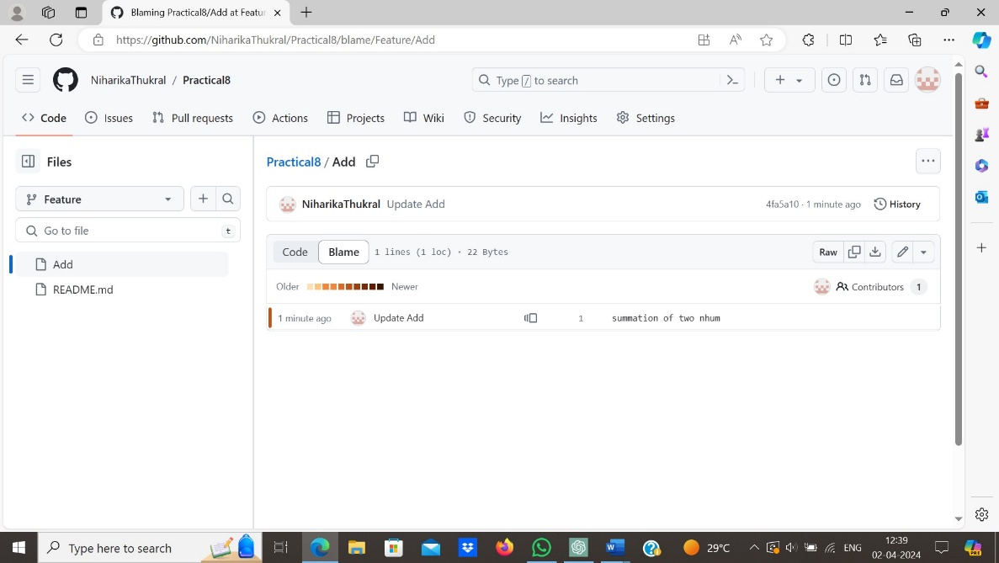 Blaming Practical8/Add at Featur
https://github.com/NiharikaThukral/Practical8/blame/Feature/Add
NiharikaThukral / Practical8
Type / to search
Code Issues Pull requests Actions Projects Wiki Security Insights Settings
Files
Practical8 / Add
Feature
NiharikaThukral Update Add
4fa5a10 · 1 minute ago History
Go to file t
Code Blame 1 lines (1 loc) · 22 Bytes Raw
Add
README.md
Older Newer
Contributors 1
1 minute ago Update Add 1 summation of two nhum
Type here to search
29°C
ENG
12:39
02-04-2024